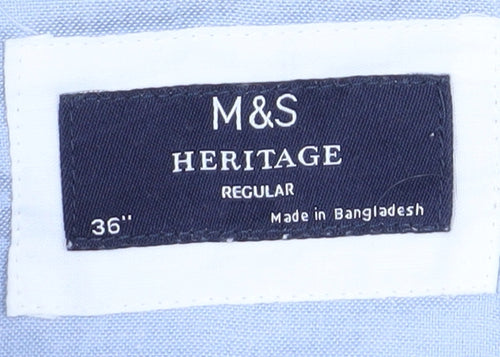 M&S
HERITAGE
REGULAR
36" Made in Bangladesh